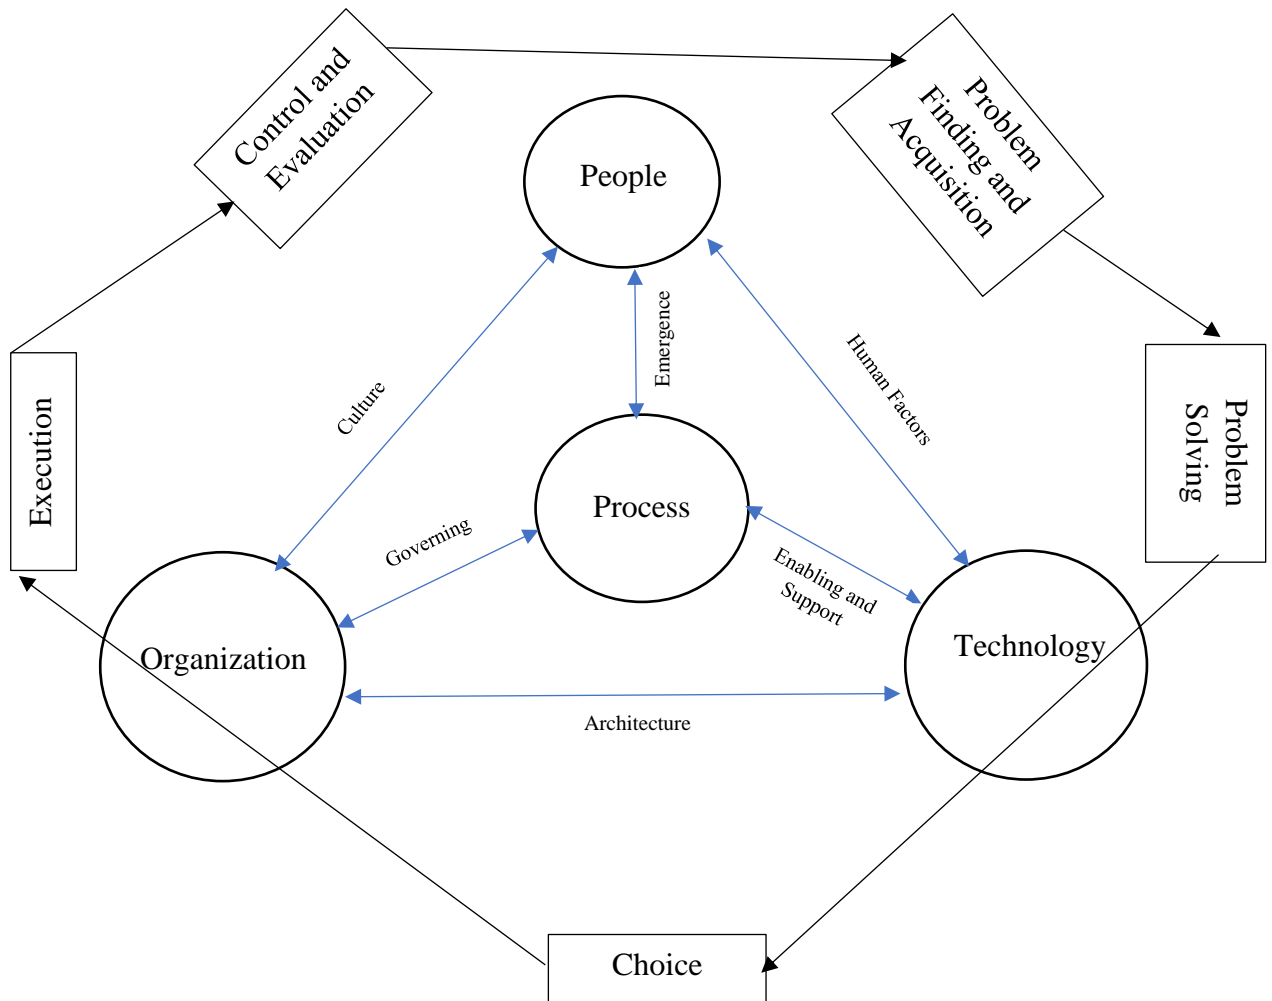 Control and
Evaluation
Problem
Finding and
Acquisition
People
Emergence
Human Factors
Culture
Problem
Solving
Execution
Process
Governing
Enabling and
Support
Organization
Technology
Architecture
Choice